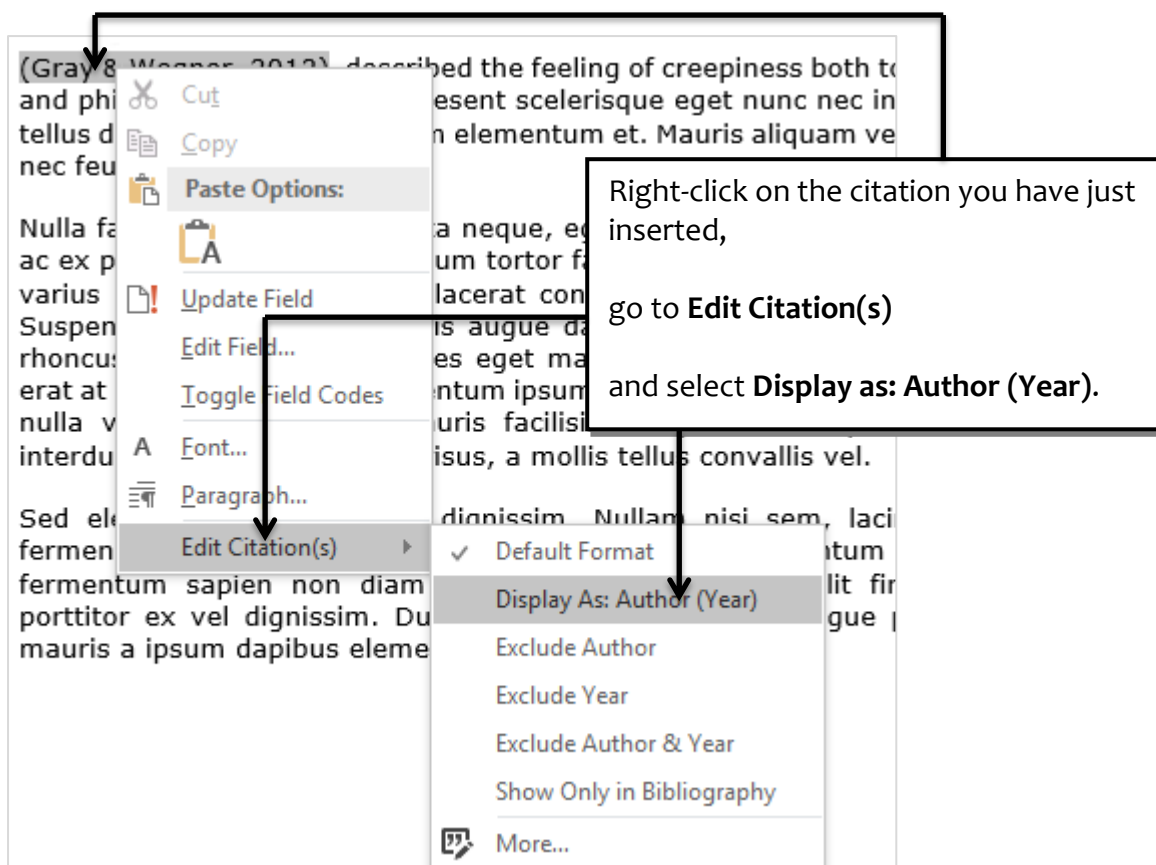 (Gray & Wegner, 2012), described the feeling of creepiness both to
and phi esent scelerisque eget nunc nec in
tellus d elementum et. Mauris aliquam ve
nec feu
Nulla fa ta neque, eg
ac ex p um tortor fa
varius lacerat con
Suspen is augue da
rhoncus es eget ma
erat at entum ipsum
nulla v uris facilisi
interdu isus, a mollis tellus convallis vel.
Sed ele dignissim. Nullam nisi sem, laci
fermen ntum
fermentum sapien non diam lit fin
porttitor ex vel dignissim. Du gue
mauris a ipsum dapibus eleme
Cut
Copy
Paste Options:
A
Update Field
Edit Field...
Toggle Field Codes
A Font...
Paragraph...
Edit Citation(s)
Default Format
Display As: Author (Year)
Exclude Author
Exclude Year
Exclude Author & Year
Show Only in Bibliography
More...
Right-click on the citation you have just
inserted,
go to Edit Citation(s)
and select Display as: Author (Year).